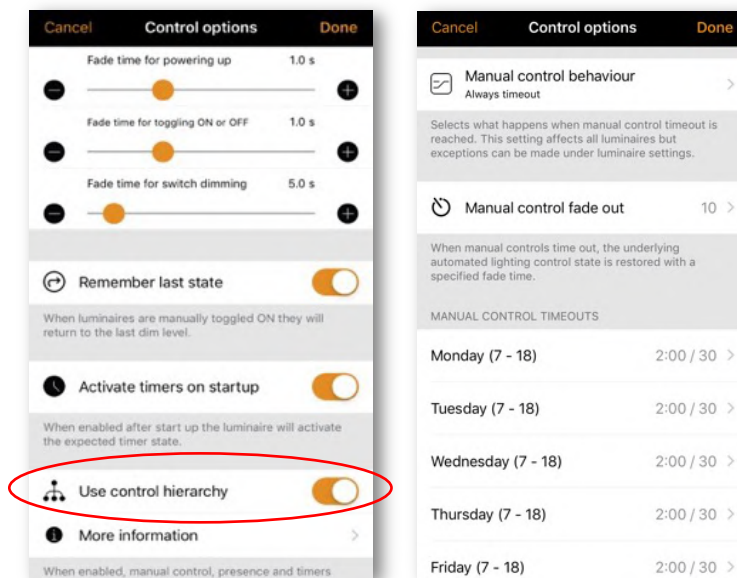 Cancel Control options Done
Fade time for powering up 1.0 s
Fade time for toggling ON or OFF 1.0 s
Fade time for switch dimming 5.0 s
Remember last state
When luminaires are manually toggled ON they will
return to the last dim level.
Activate timers on startup
When enabled after start up the luminaire will activate
the expected timer state.
Use control hierarchy
More information
When enabled, manual control, presence and timers
Cancel Control options Done
Manual control behaviour
Always timeout
Selects what happens when manual control timeout is
reached. This setting affects all luminaires but
exceptions can be made under luminaire settings.
Manual control fade out 10
When manual controls time out, the underlying
automated lighting control state is restored with a
specified fade time.
MANUAL CONTROL TIMEOUTS
Monday (7 - 18) 2:00 / 30
Tuesday (7 - 18) 2:00 / 30
Wednesday (7 - 18) 2:00 / 30
Thursday (7 - 18) 2:00 / 30
Friday (7 - 18) 2:00 / 30